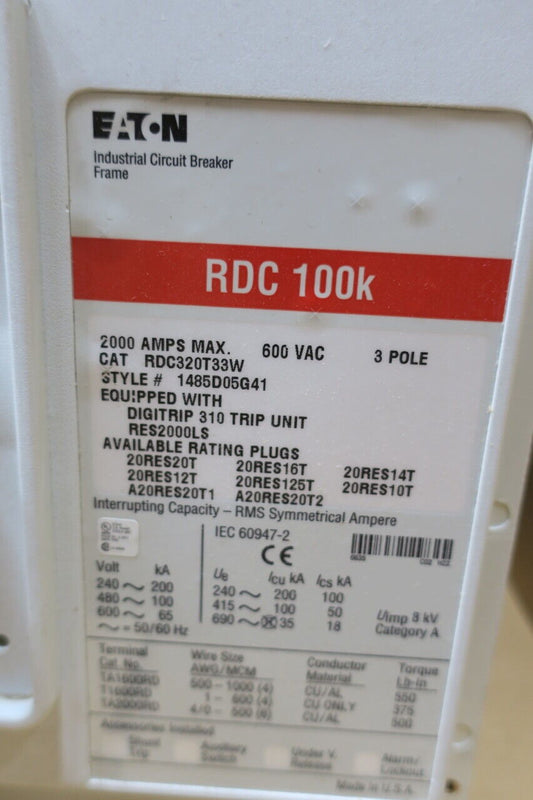 EATON
Industrial Circuit Breaker
Frame
RDC 100k
2000 AMPS MAX. 600 VAC 3 POLE
CAT RDC320T33W
STYLE # 1485D05G41
EQUIPPED WITH
DIGITRIP 310 TRIP UNIT
RES2000LS
AVAILABLE RATING PLUGS
20RES20T 20RES16T 20RES14T
20RES12T 20RES125T 20RES10T
A20RES20T1 A20RES20T2
Interrupting Capacity – RMS Symmetrical Ampere
IEC 60947-2
CE
Volt kA
240 ~ 200
480 ~ 100
600 ~ 65
~ = 50/60 Hz
Ue Icu kA Ics kA
240 ~ 200 100
415 ~ 100 50
690 ~ 35 18
Uimp 8 kV
Category A
Terminal Wire Size Conductor Torque
Cat. No. AWG/MCM Material Lb-in
TA1600RD 500 - 1000 (4) CU/AL 550
T1600RD 1 - 600 (4) CU ONLY 375
TA2000RD 4/0 - 600 (6) CU/AL 500
Accessories Installed
Shunt Trip
Auxiliary Switch
Under V. Release
Alarm/ Lockout
Made in U.S.A.